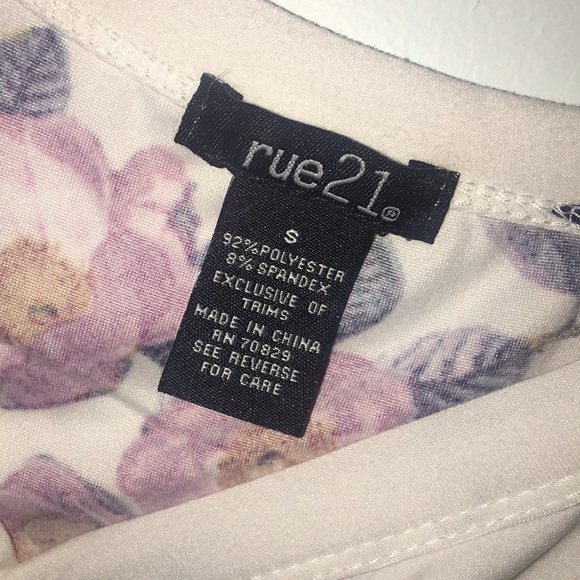 rue21®
S
92%POLYESTER
8%SPANDEX
EXCLUSIVE OF
TRIMS
MADE IN CHINA
RN 70829
SEE REVERSE
FOR CARE